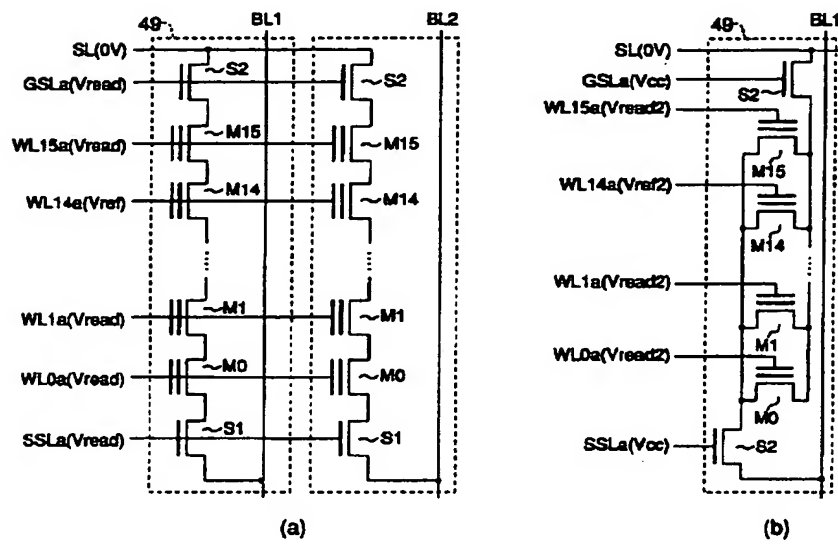 BL1 BL2
49
SL(0V)
S2 S2
GSLa(Vread)
M15
WL15a(Vread) M15
M14
WL14a(Vref) M14
M1
WL1a(Vread) M1
M0
WL0a(Vread) M0
S1
SSLa(Vread) S1
(a)
BL1
49
SL(0V)
GSLa(Vcc)
S2
WL15a(Vread2)
M15
WL14a(Vref2)
M14
WL1a(Vread2)
M1
WL0a(Vread2)
M0
SSLa(Vcc) S2
(b)